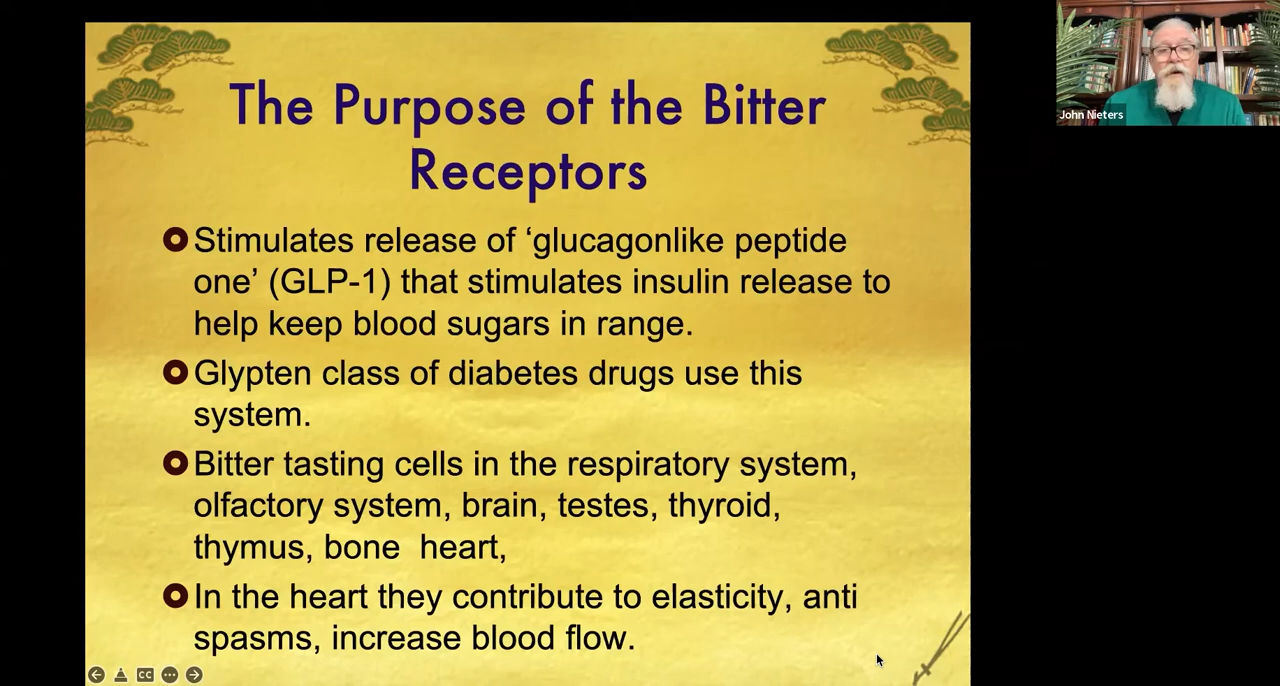 The Purpose of the Bitter
Receptors
Stimulates release of ‘glucagonlike peptide
one’ (GLP-1) that stimulates insulin release to
help keep blood sugars in range.
Glypten class of diabetes drugs use this
system.
Bitter tasting cells in the respiratory system,
olfactory system, brain, testes, thyroid,
thymus, bone  heart,
In the heart they contribute to elasticity, anti
spasms, increase blood flow.
CC
John Nieters